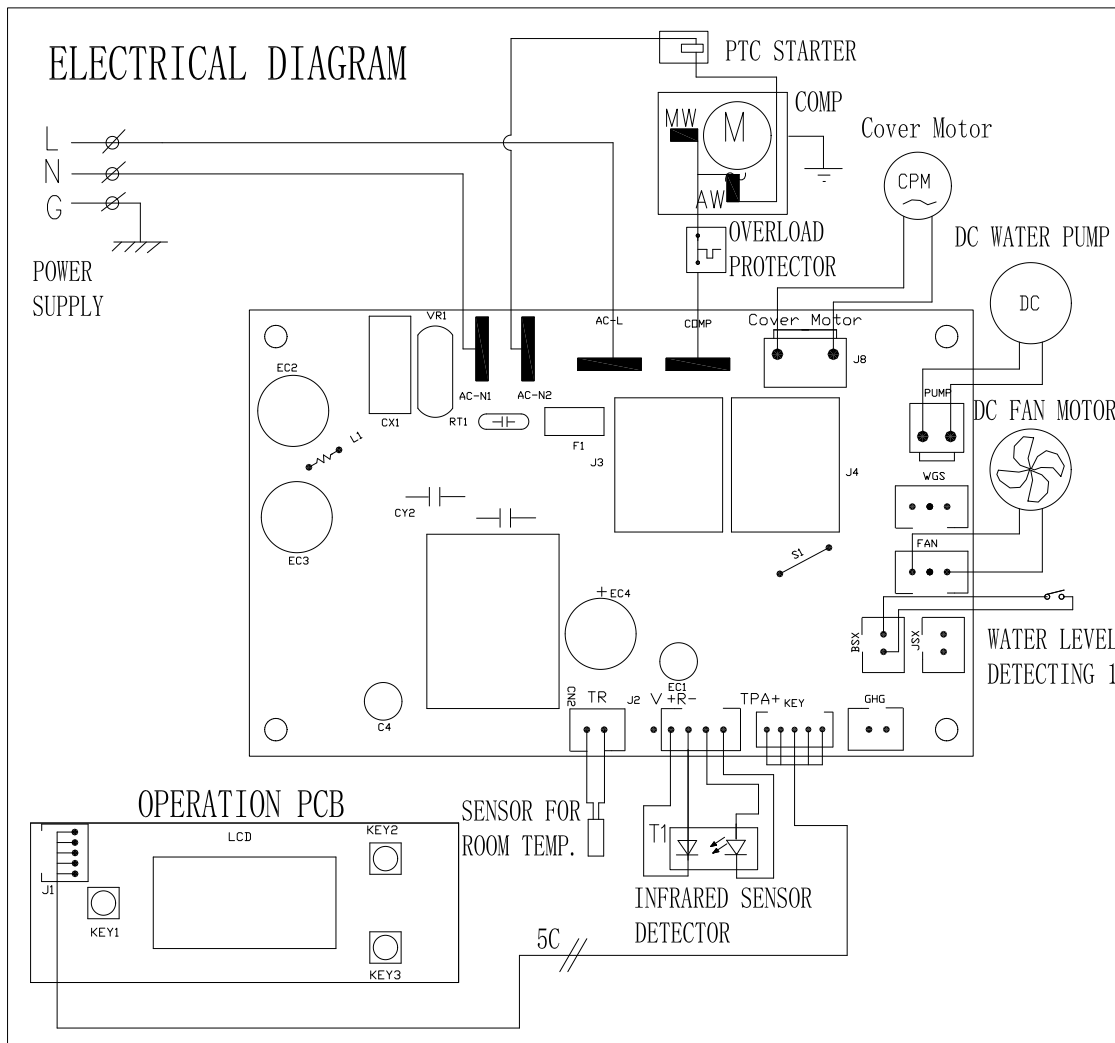 ELECTRICAL DIAGRAM
PTC STARTER
COMP
MW
M
AW
Cover Motor
CPM
L
N
G
POWER
SUPPLY
OVERLOAD
PROTECTOR
DC WATER PUMP
DC
VR1
AC-L
COMP
Cover Motor
J8
EC2
CX1
AC-N1
AC-N2
RT1
F1
PUMP
DC FAN MOTOR
L1
J3
J4
WGS
CY2
S1
FAN
EC3
+EC4
BSX
JSX
WATER LEVEL
DETECTING 1
EC1
C4
CN2
TR
J2
V +R-
TPA+
KEY
GHG
OPERATION PCB
SENSOR FOR
ROOM TEMP.
T1
INFRARED SENSOR
DETECTOR
LCD
KEY2
J1
KEY1
KEY3
5C